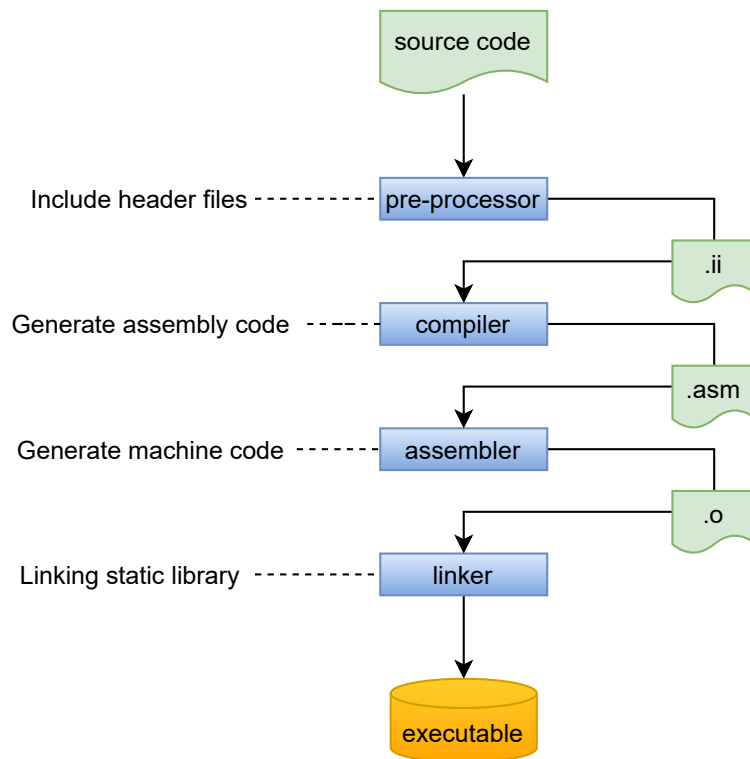 source code
Include header files
pre-processor
.ii
Generate assembly code
compiler
.asm
Generate machine code
assembler
.o
Linking static library
linker
executable